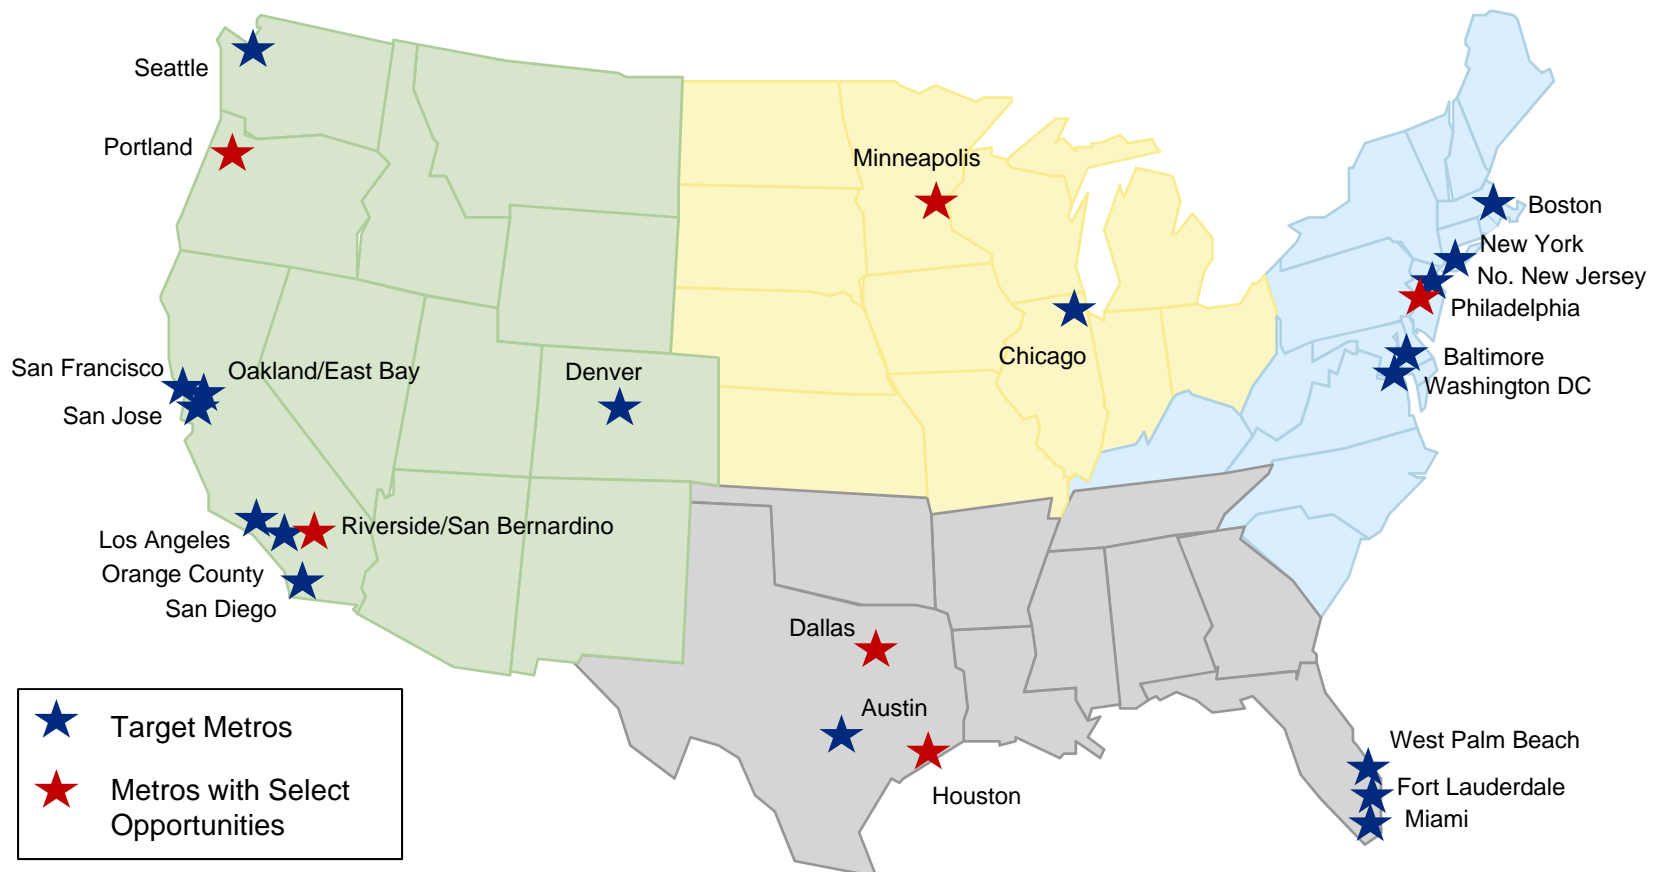 Seattle
Portland
Minneapolis
Boston
New York
No. New Jersey
Philadelphia
Chicago
Baltimore
Washington DC
San Francisco
Oakland/East Bay
San Jose
Denver
Los Angeles
Riverside/San Bernardino
Orange County
San Diego
Dallas
Austin
Houston
West Palm Beach
Fort Lauderdale
Miami
Target Metros
Metros with Select
Opportunities